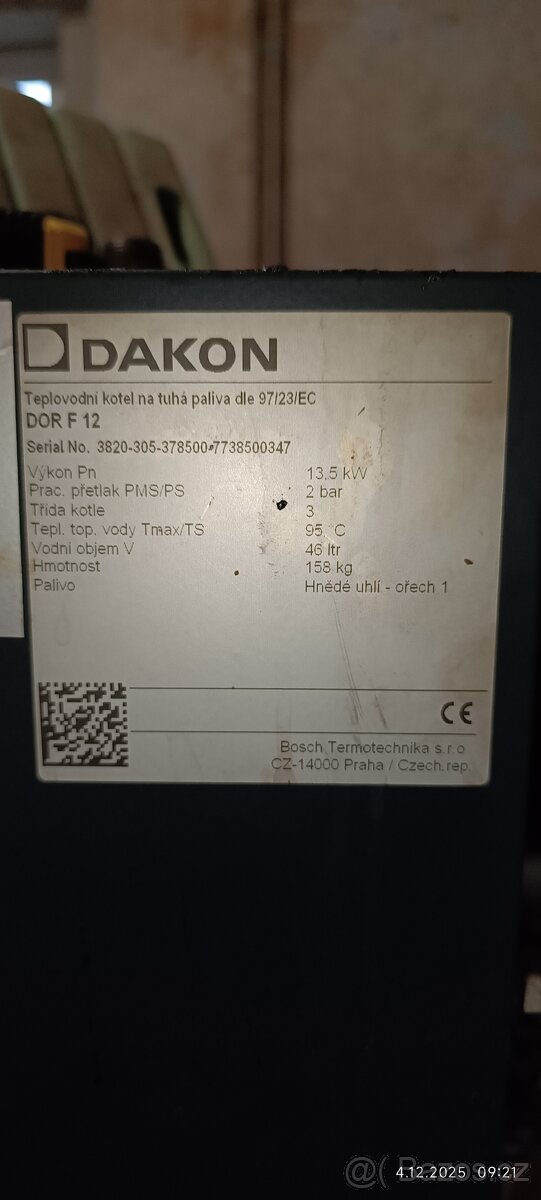 DAKON
Teplovodní kotel na tuhá paliva dle 97/23/EC
DOR F 12
Serial No. 3820-305-378500-7738500347
Výkon Pn 13,5 kW
Prac. přetlak PMS/PS 2 bar
Třída kotle 3
Tepl. top. vody Tmax/TS 95 °C
Vodní objem V 46 ltr
Hmotnost 158 kg
Palivo Hnědé uhlí - ořech 1
CE
Bosch Termotechnika s.r.o
CZ-14000 Praha / Czech.rep.
@ Bazos.cz
4.12.2025 09:21